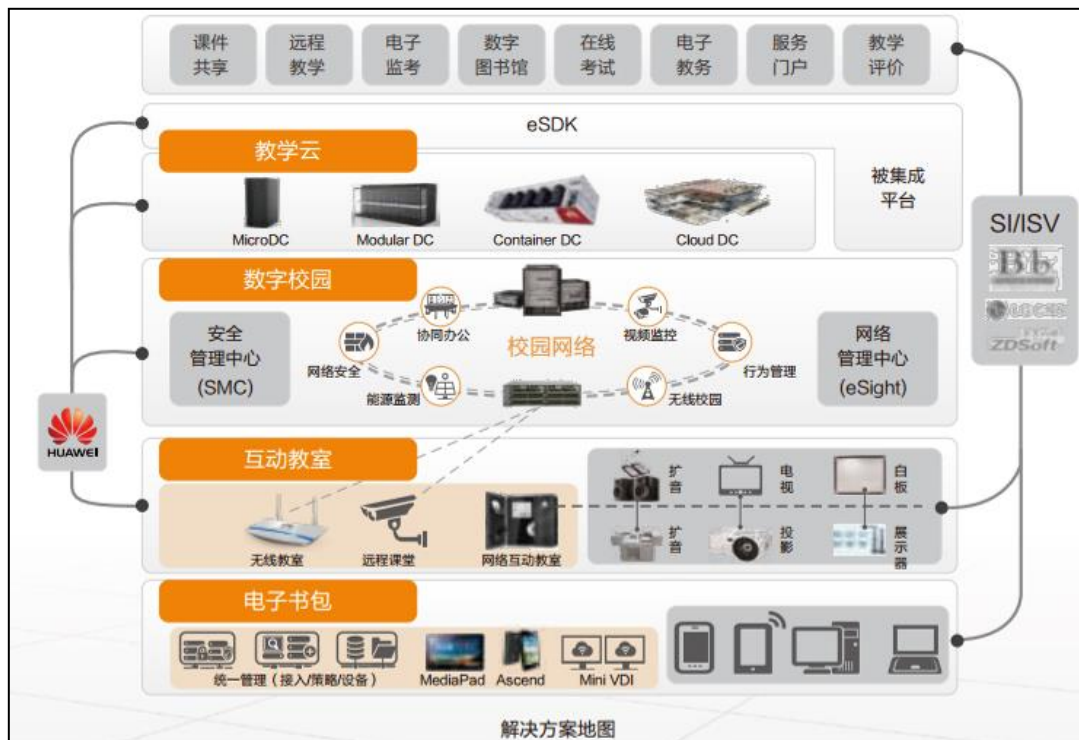 课件
共享
远程
教学
电子
监考
数字
图书馆
在线
考试
电子
教务
服务
门户
教学
评价
eSDK
教学云
被集成
平台
MicroDC
Modular DC
Container DC
Cloud DC
SI/ISV
Bb
ZDSoft
数字校园
安全
管理中心
(SMC)
协同办公
校园网络
视频监控
网络安全
行为管理
能源监测
无线校园
网络
管理中心
(eSight)
HUAWEI
互动教室
无线教室
远程课堂
网络互动教室
扩音
电视
白板
扩音
投影
展示器
电子书包
统一管理（接入/策略/设备）
MediaPad
Ascend
Mini VDI
解决方案地图